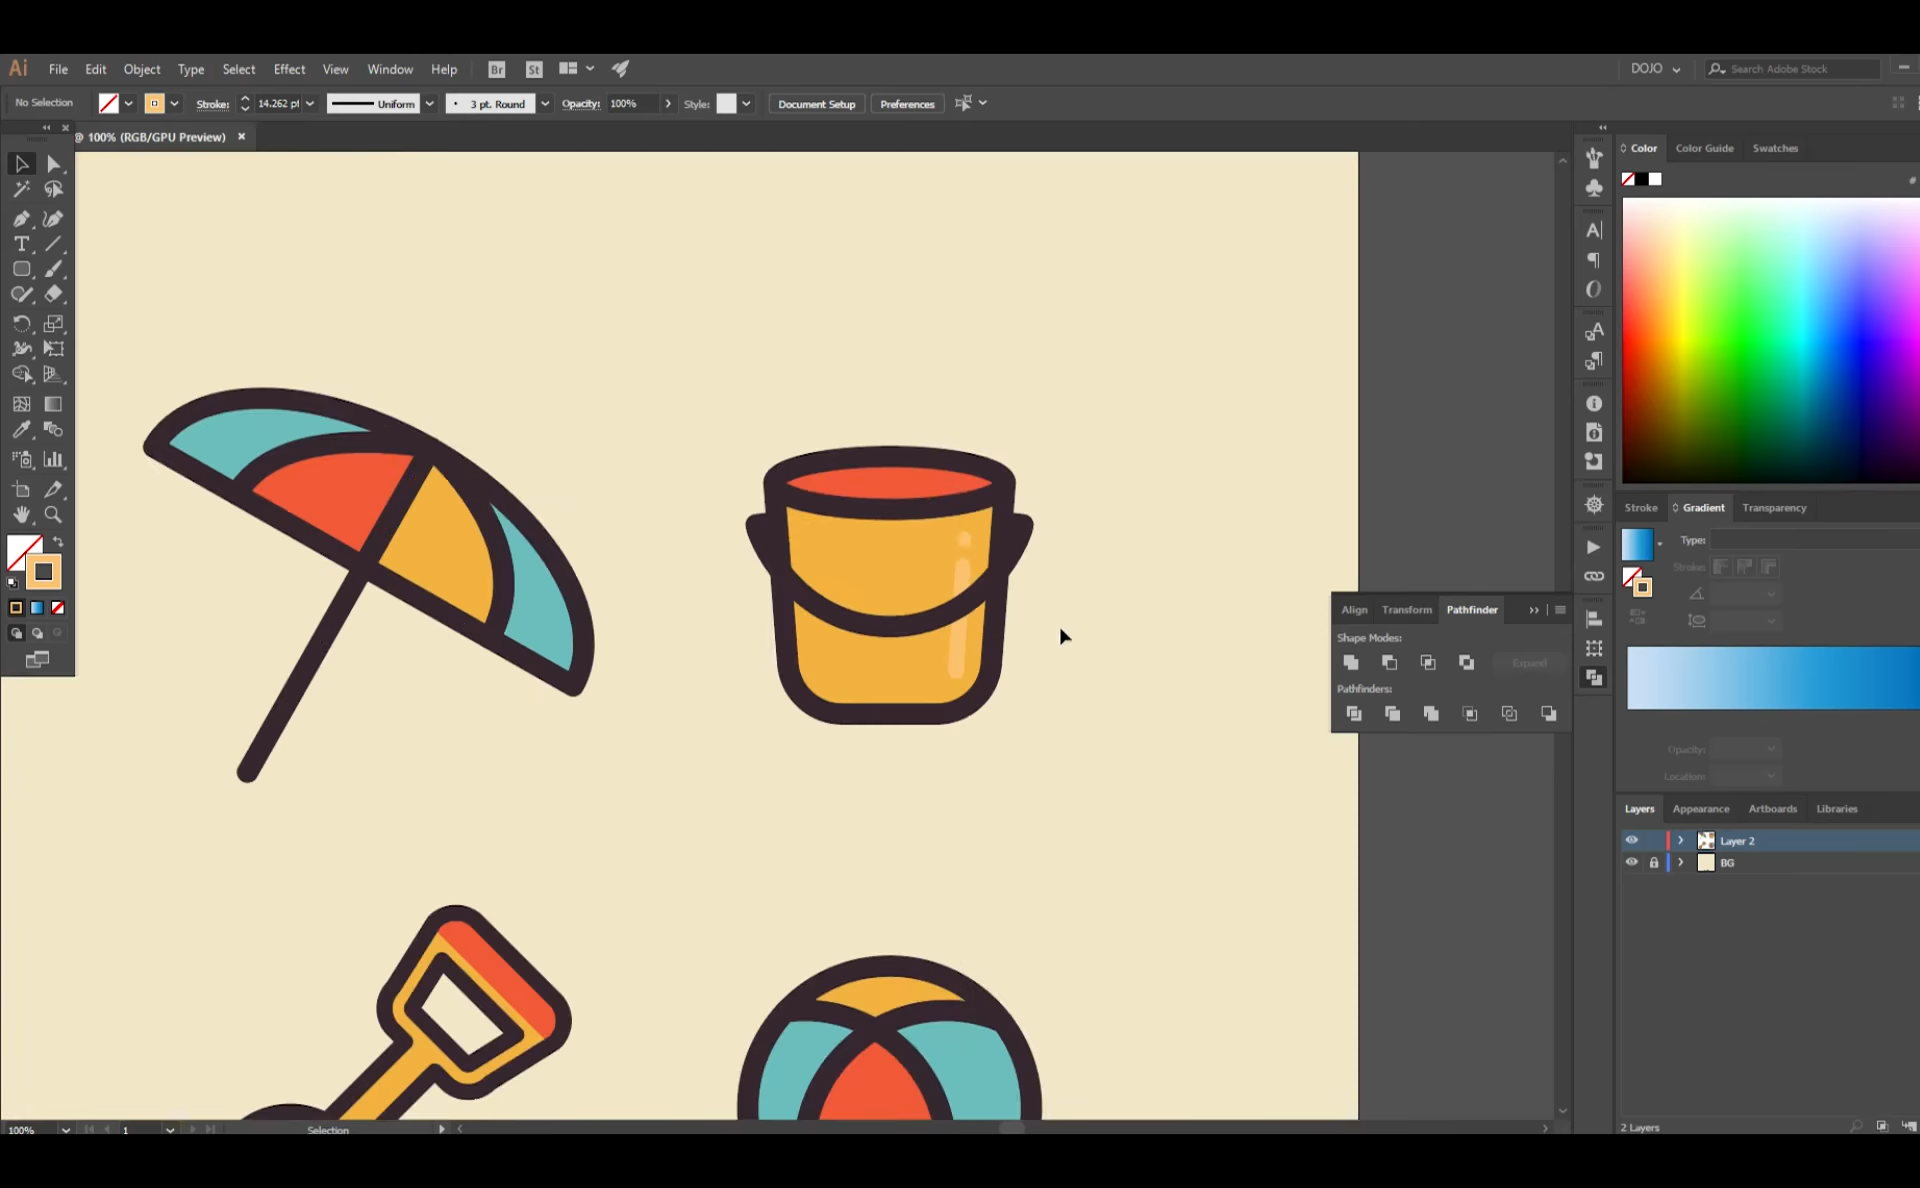 Ai File Edit Object Type Select Effect View Window Help Br St DOJO Search Adobe Stock
No Selection Stroke: 14.262 pt Uniform 3 pt. Round Opacity: 100% Style: Document Setup Preferences
@ 100% (RGB/GPU Preview)
Color Color Guide Swatches
Stroke Gradient Transparency
Type:
Stroke:
Align Transform Pathfinder
Shape Modes:
Expand
Pathfinders:
Opacity:
Location:
Layers Appearance Artboards Libraries
Layer 2
BG
2 Layers
100% 1 Selection